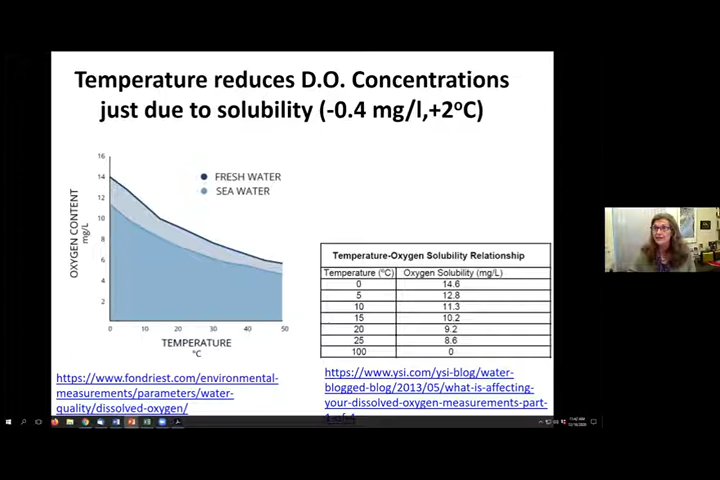 Temperature reduces D.O. Concentrations
just due to solubility (-0.4 mg/l,+2ºC)
16
14
12
10
8
6
4
2
OXYGEN CONTENT
mg/L
FRESH WATER
SEA WATER
0 10 20 30 40 50
TEMPERATURE
°C
Temperature-Oxygen Solubility Relationship
Temperature (°C) Oxygen Solubility (mg/L)
0 14.6
5 12.8
10 11.3
15 10.2
20 9.2
25 8.6
100 0
https://www.fondriest.com/environmental-
measurements/parameters/water-
quality/dissolved-oxygen/
https://www.ysi.com/ysi-blog/water-
blogged-blog/2013/05/what-is-affecting-
your-dissolved-oxygen-measurements-part-
1-of-4